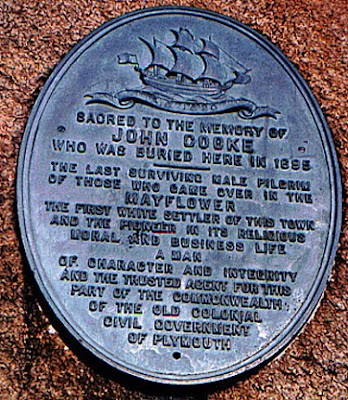 SACRED TO THE MEMORY OF
JOHN COOKE
WHO WAS BURIED HERE IN 1695
THE LAST SURVIVING MALE PILGRIM
OF THOSE WHO CAME OVER IN THE
MAYFLOWER
THE FIRST WHITE SETTLER OF THIS TOWN
AND THE PIONEER IN ITS RELIGIOUS
MORAL AND BUSINESS LIFE
A MAN
OF CHARACTER AND INTEGRITY
AND THE TRUSTED AGENT FOR THIS
PART OF THE COMMONWEALTH
OF THE OLD COLONIAL
CIVIL GOVERNMENT
OF PLYMOUTH